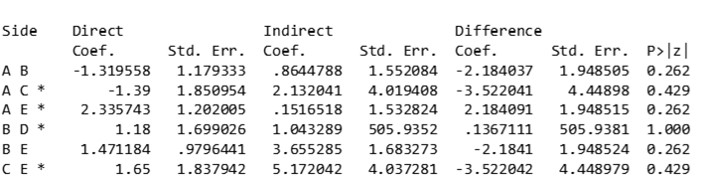 Side Direct Indirect Difference
Coef. Std. Err. Coef. Std. Err. Coef. Std. Err. P>|z|
A B -1.319558 1.179333 .8644788 1.552084 -2.184037 1.948505 0.262
A C * -1.39 1.850954 2.132041 4.019408 -3.522041 4.44898 0.429
A E * 2.335743 1.202005 .1516518 1.532824 2.184091 1.948515 0.262
B D * 1.18 1.699026 1.043289 505.9352 .1367111 505.9381 1.000
B E 1.471184 .9796441 3.655285 1.683273 -2.1841 1.948524 0.262
C E * 1.65 1.837942 5.172042 4.037281 -3.522042 4.448979 0.429